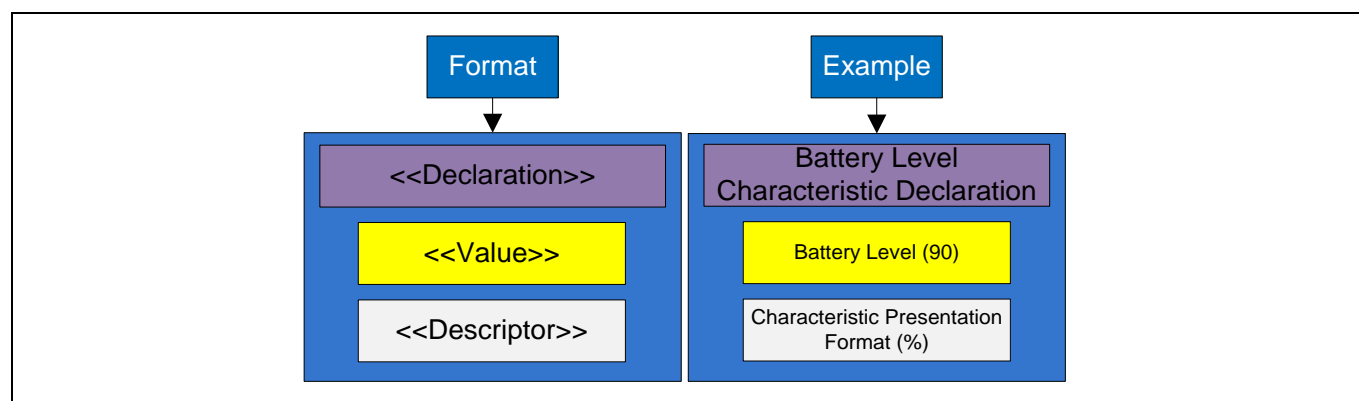 Format
<<Declaration>>
<<Value>>
<<Descriptor>>
Example
Battery Level
Characteristic Declaration
Battery Level (90)
Characteristic Presentation
Format (%)